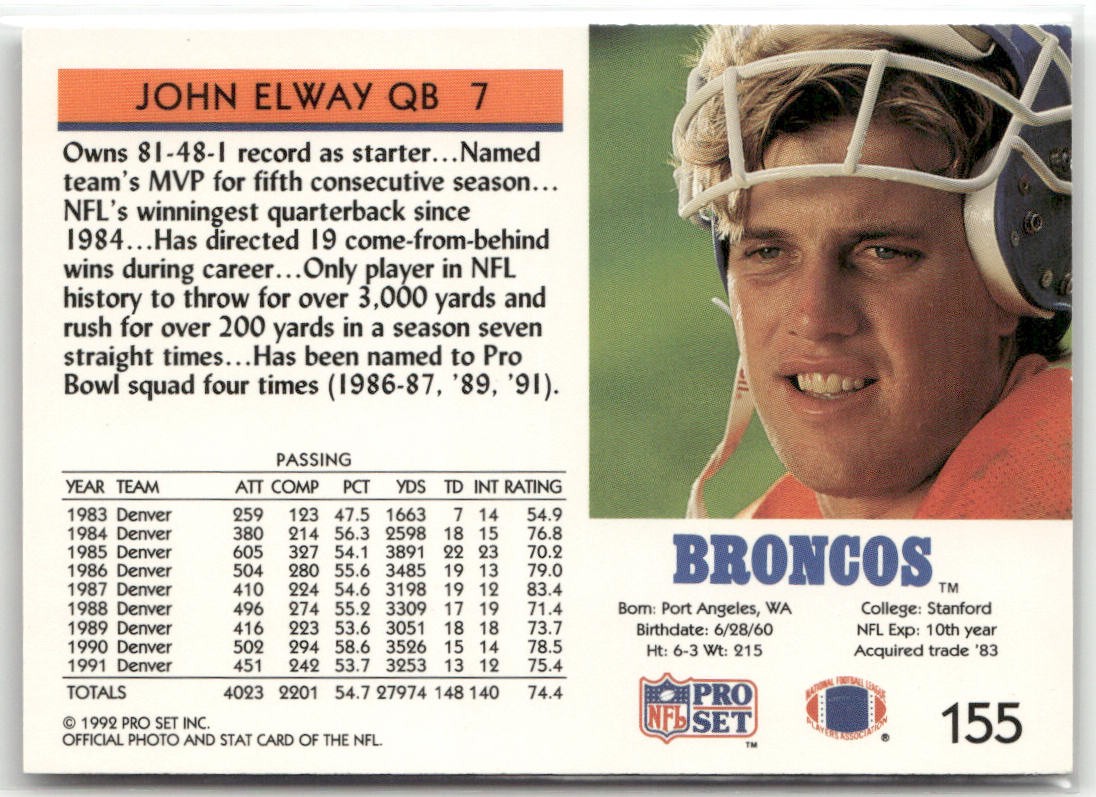 JOHN ELWAY QB 7
Owns 81-48-1 record as starter...Named
team's MVP for fifth consecutive season...
NFL's winningest quarterback since
1984...Has directed 19 come-from-behind
wins during career...Only player in NFL
history to throw for over 3,000 yards and
rush for over 200 yards in a season seven
straight times...Has been named to Pro
Bowl squad four times (1986-87, '89, '91).
PASSING
YEAR TEAM ATT COMP PCT YDS TD INT RATING
1983 Denver 259 123 47.5 1663 7 14 54.9
1984 Denver 380 214 56.3 2598 18 15 76.8
1985 Denver 605 327 54.1 3891 22 23 70.2
1986 Denver 504 280 55.6 3485 19 13 79.0
1987 Denver 410 224 54.6 3198 19 12 83.4
1988 Denver 496 274 55.2 3309 17 19 71.4
1989 Denver 416 223 53.6 3051 18 18 73.7
1990 Denver 502 294 58.6 3526 15 14 78.5
1991 Denver 451 242 53.7 3253 13 12 75.4
TOTALS 4023 2201 54.7 27974 148 140 74.4
© 1992 PRO SET INC.
OFFICIAL PHOTO AND STAT CARD OF THE NFL.
BRONCOS TM
Born: Port Angeles, WA
Birthdate: 6/28/60
Ht: 6-3 Wt: 215
College: Stanford
NFL Exp: 10th year
Acquired trade '83
NFL PRO SET TM
NATIONAL FOOTBALL LEAGUE
PLAYERS ASSOCIATION ®
155